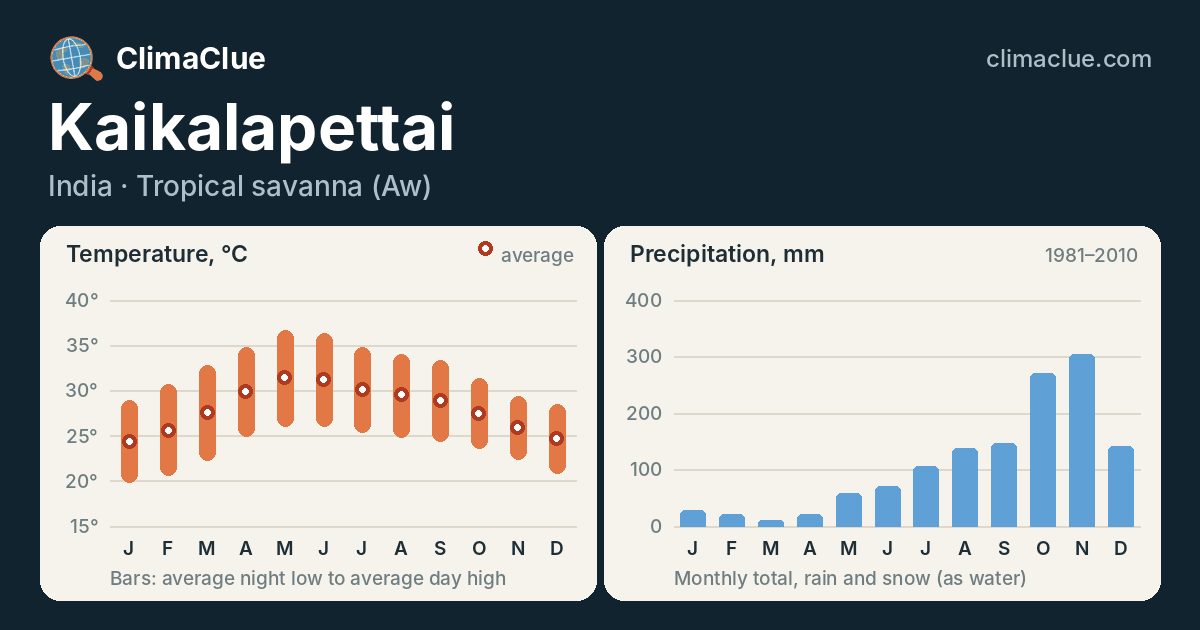 ClimaClue
climaclue.com
Kaikalapettai
India · Tropical savanna (Aw)
Temperature, °C
average
40°
35°
30°
25°
20°
15°
J F M A M J J A S O N D
Bars: average night low to average day high
Precipitation, mm
1981–2010
400
300
200
100
0
J F M A M J J A S O N D
Monthly total, rain and snow (as water)